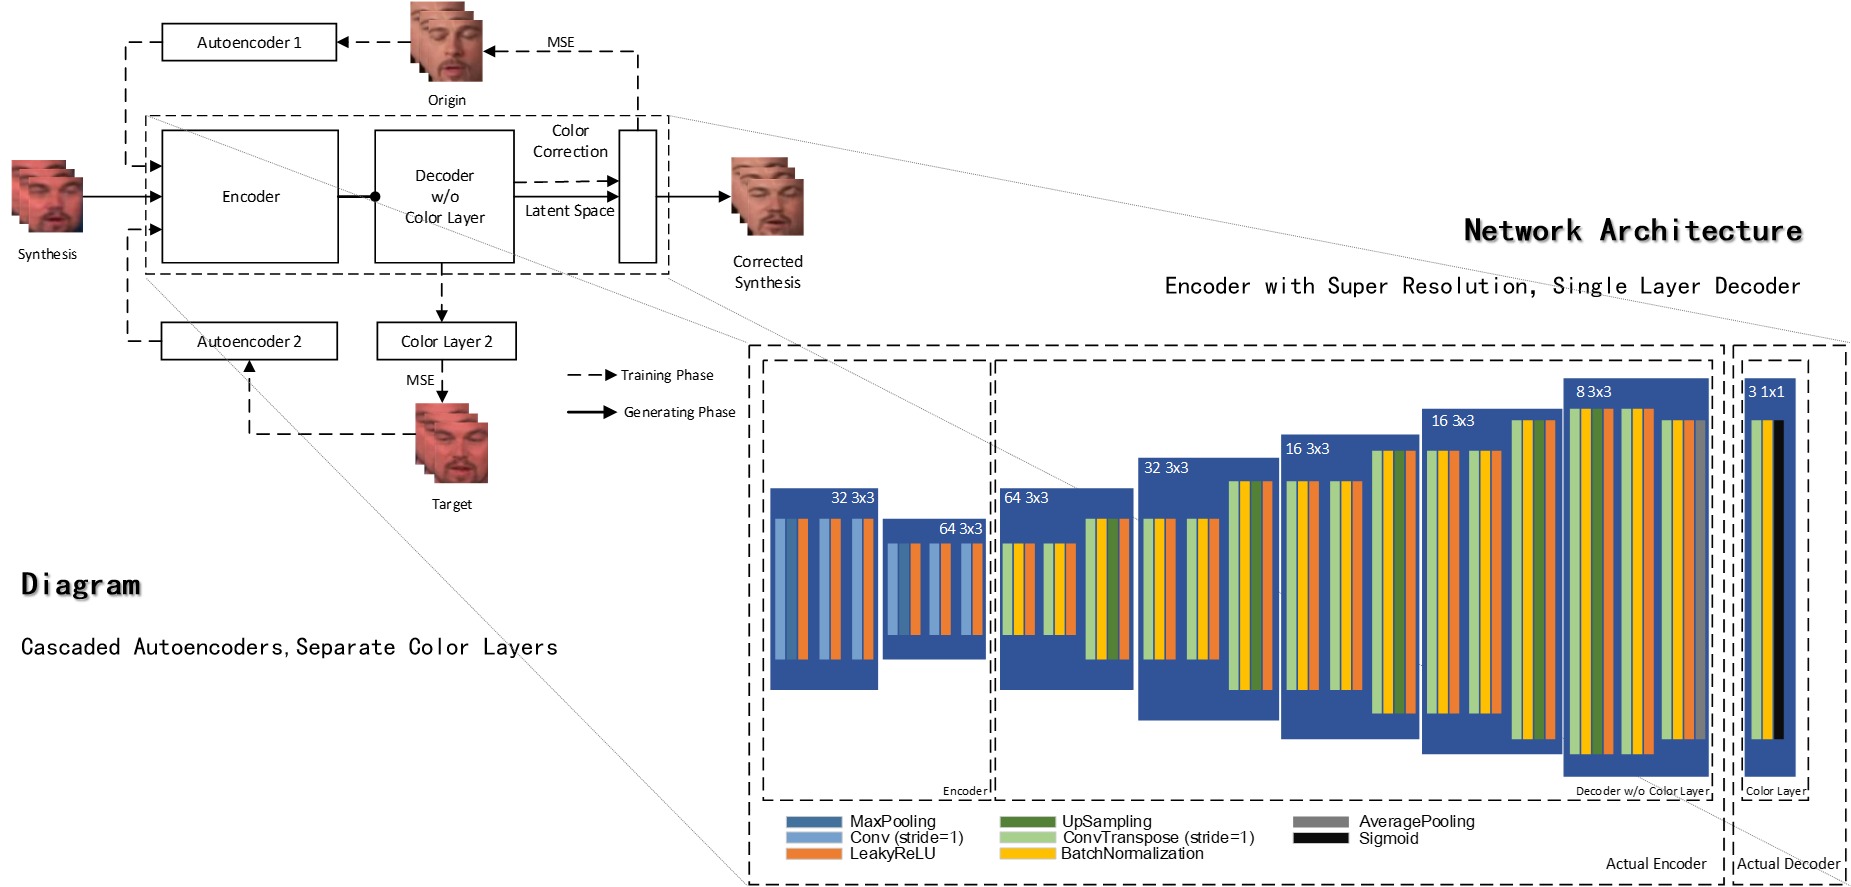 Autoencoder 1
MSE
Origin
Color
Correction
Encoder
Decoder
w/o
Color Layer
Latent Space
Synthesis
Corrected
Synthesis
Autoencoder 2
Color Layer 2
MSE
Training Phase
Generating Phase
Target
Diagram
Cascaded Autoencoders, Separate Color Layers
Network Architecture
Encoder with Super Resolution, Single Layer Decoder
32 3x3
64 3x3
64 3x3
32 3x3
16 3x3
16 3x3
8 3x3
3 1x1
Encoder
Decoder w/o Color Layer
Color Layer
MaxPooling
Conv (stride=1)
LeakyReLU
UpSampling
ConvTranspose (stride=1)
BatchNormalization
AveragePooling
Sigmoid
Actual Encoder
Actual Decoder